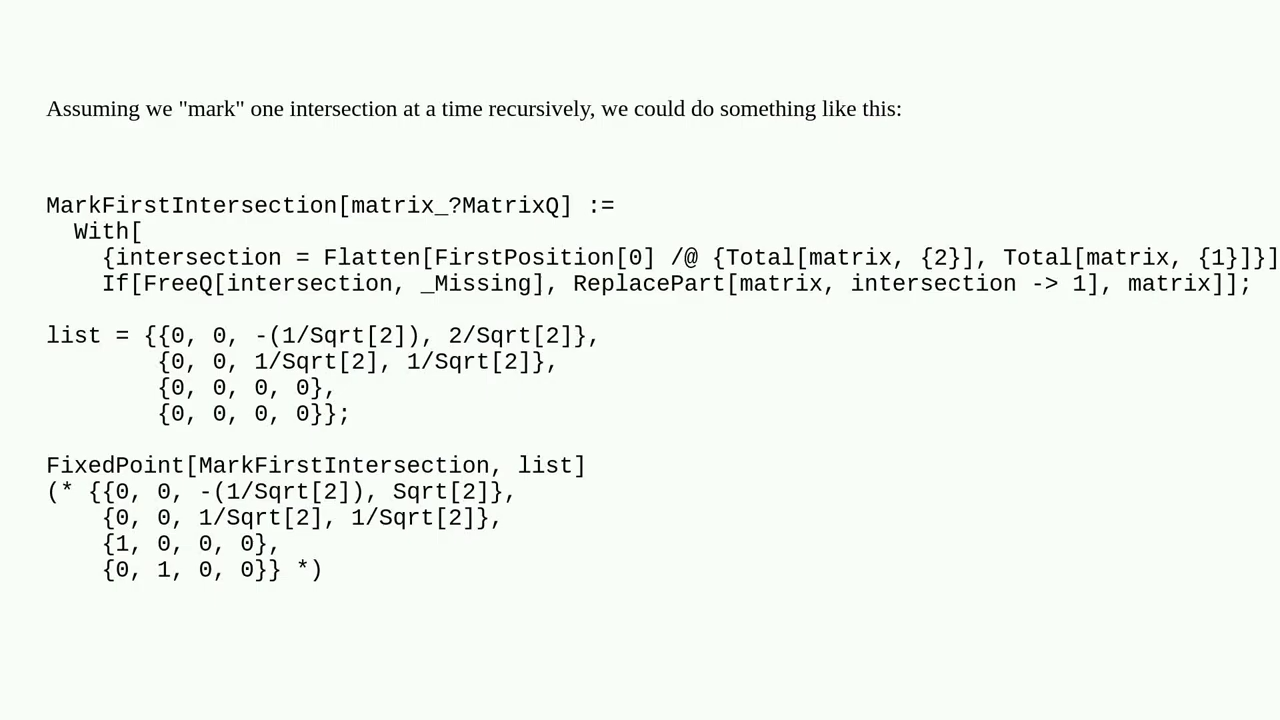 Assuming we "mark" one intersection at a time recursively, we could do something like this:
MarkFirstIntersection[matrix_?MatrixQ] :=
  With[
    {intersection = Flatten[FirstPosition[0] /@ {Total[matrix, {2}], Total[matrix, {1}]}]
    If[FreeQ[intersection, _Missing], ReplacePart[matrix, intersection -> 1], matrix]];
list = {{0, 0, -(1/Sqrt[2]), 2/Sqrt[2]},
        {0, 0, 1/Sqrt[2], 1/Sqrt[2]},
        {0, 0, 0, 0},
        {0, 0, 0, 0}};
FixedPoint[MarkFirstIntersection, list]
(* {{0, 0, -(1/Sqrt[2]), Sqrt[2]},
    {0, 0, 1/Sqrt[2], 1/Sqrt[2]},
    {1, 0, 0, 0},
    {0, 1, 0, 0}} *)